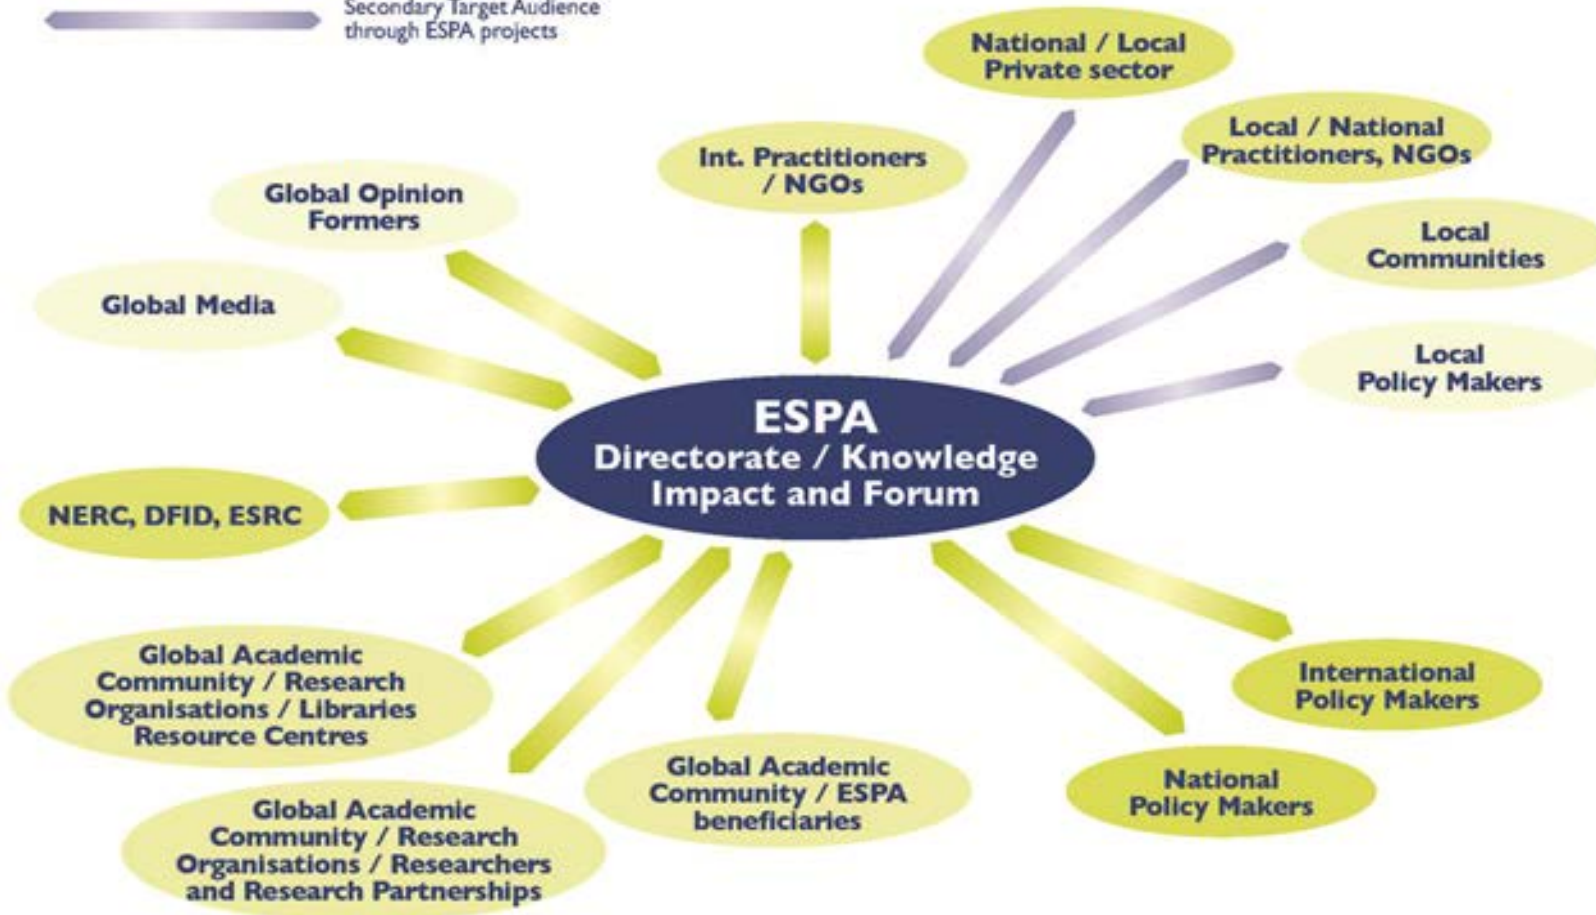 Secondary Target Audience
through ESPA projects
National / Local
Private sector
Local / National
Practitioners, NGOs
Int. Practitioners
/ NGOs
Global Opinion
Formers
Local
Communities
Global Media
Local
Policy Makers
ESPA
Directorate / Knowledge
Impact and Forum
NERC, DFID, ESRC
Global Academic
Community / Research
Organisations / Libraries
Resource Centres
International
Policy Makers
Global Academic
Community / ESPA
beneficiaries
National
Policy Makers
Global Academic
Community / Research
Organisations / Researchers
and Research Partnerships